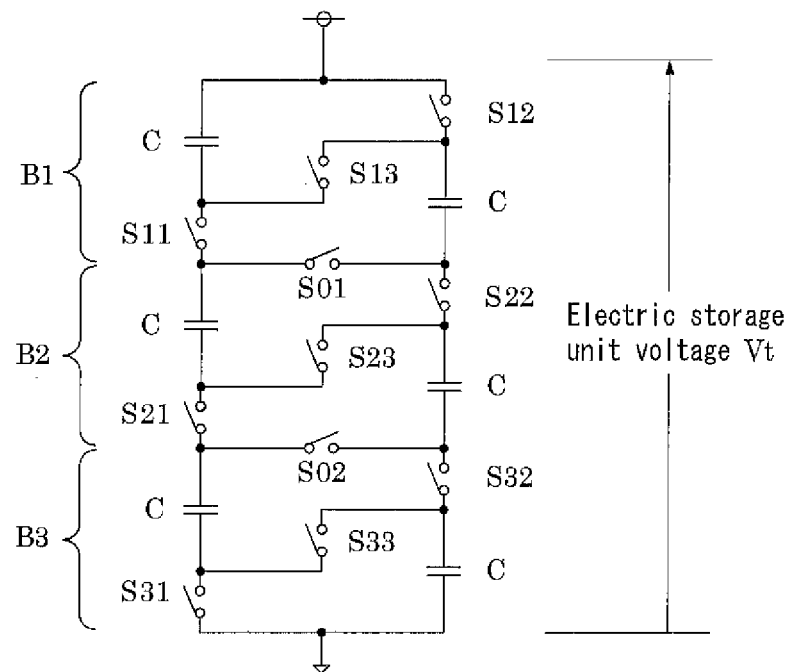 S12
C
S13
B1
C
S11
S01
S22
C
Electric storage
unit voltage Vt
S23
B2
C
S21
S02
S32
C
S33
B3
C
S31